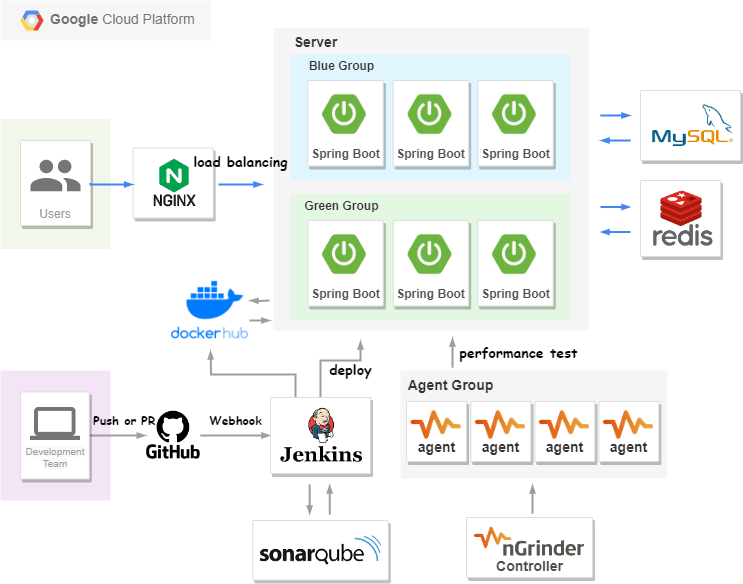 Google Cloud Platform
Server
Blue Group
Spring Boot
Spring Boot
Spring Boot
MySQL®
Users
NGINX
load balancing
Green Group
Spring Boot
Spring Boot
Spring Boot
redis
docker hub
deploy
performance test
Development
Team
Push or PR
GitHub
Webhook
Jenkins
Agent Group
agent
agent
agent
agent
sonarqube
nGrinder
Controller